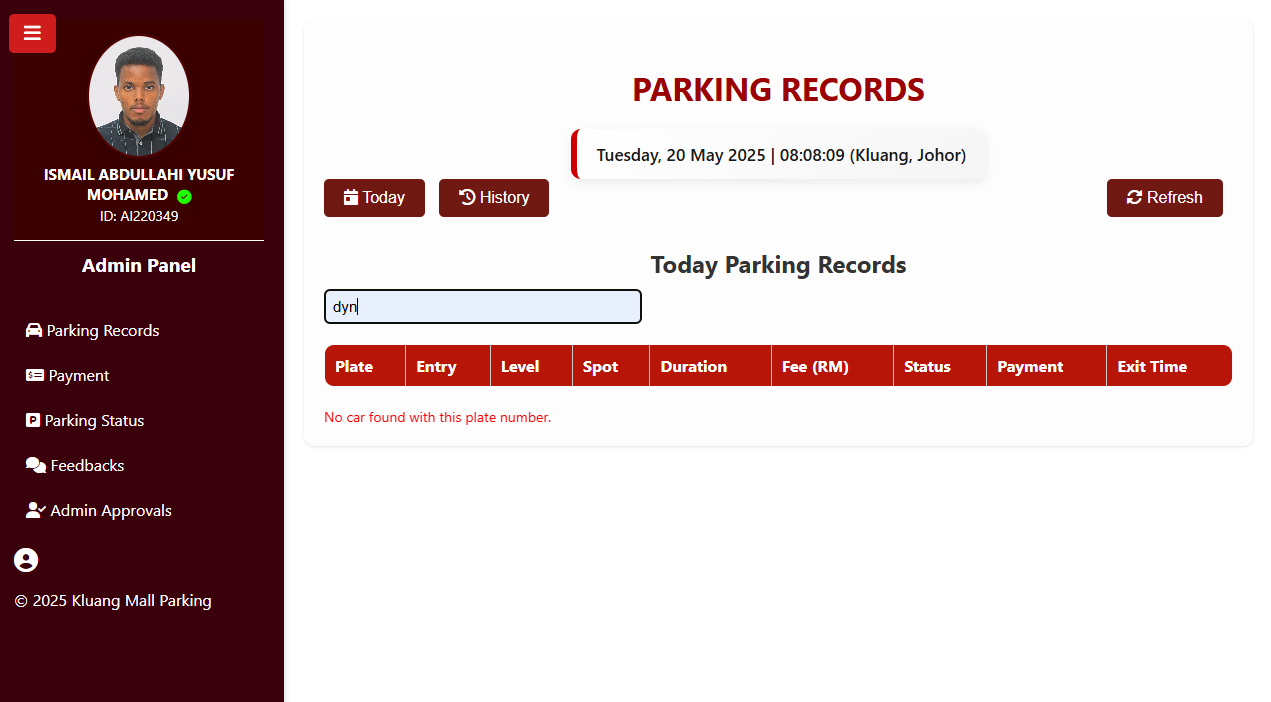 ISMAIL ABDULLAHI YUSUF
MOHAMED
ID: AI220349
Admin Panel
Parking Records
Payment
Parking Status
Feedbacks
Admin Approvals
© 2025 Kluang Mall Parking
PARKING RECORDS
Tuesday, 20 May 2025 | 08:08:09 (Kluang, Johor)
Today History Refresh
Today Parking Records
dyn
Plate Entry Level Spot Duration Fee (RM) Status Payment Exit Time
No car found with this plate number.